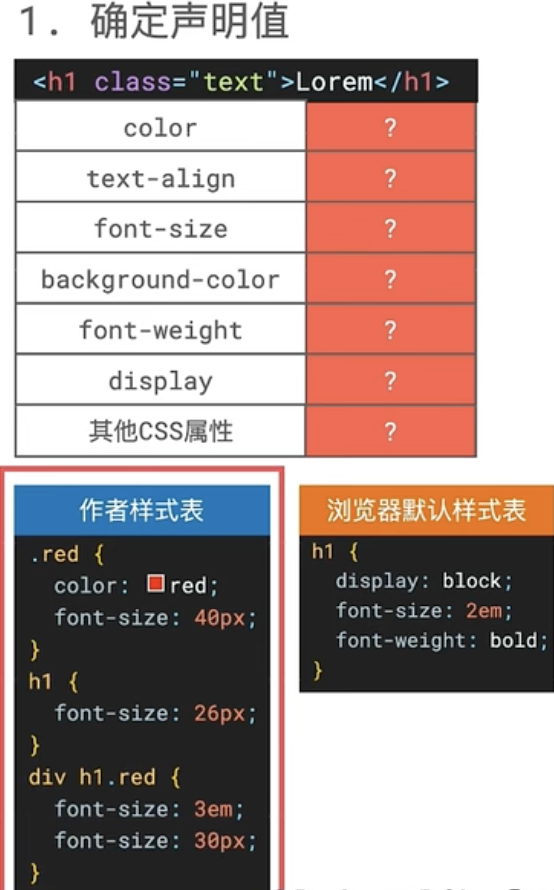 1. 确定声明值
<h1 class="text">Lorem</h1>
color ?
text-align ?
font-size ?
background-color ?
font-weight ?
display ?
其他CSS属性 ?
作者样式表
.red {
color: red;
font-size: 40px;
}
h1 {
font-size: 26px;
}
div h1.red {
font-size: 3em;
font-size: 30px;
}
浏览器默认样式表
h1 {
display: block;
font-size: 2em;
font-weight: bold;
}